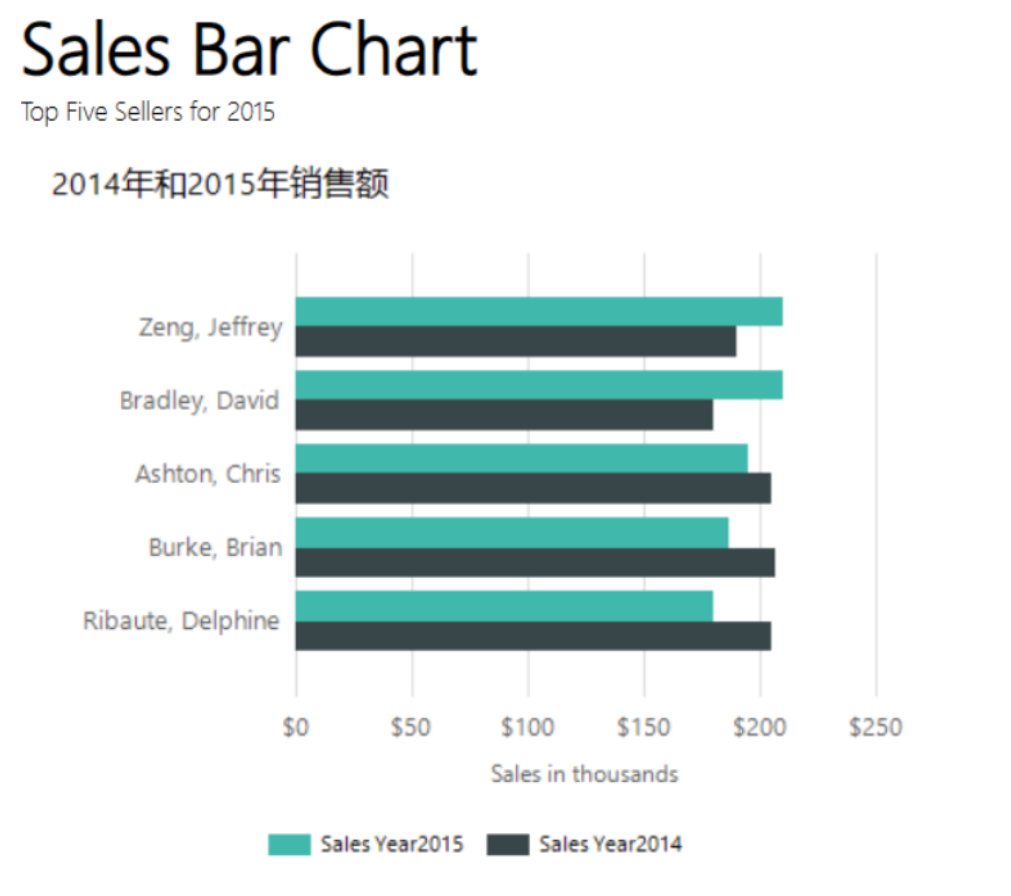 Sales Bar Chart
Top Five Sellers for 2015
2014年和2015年销售额
Zeng, Jeffrey
Bradley, David
Ashton, Chris
Burke, Brian
Ribaute, Delphine
$0 $50 $100 $150 $200 $250
Sales in thousands
Sales Year2015 Sales Year2014